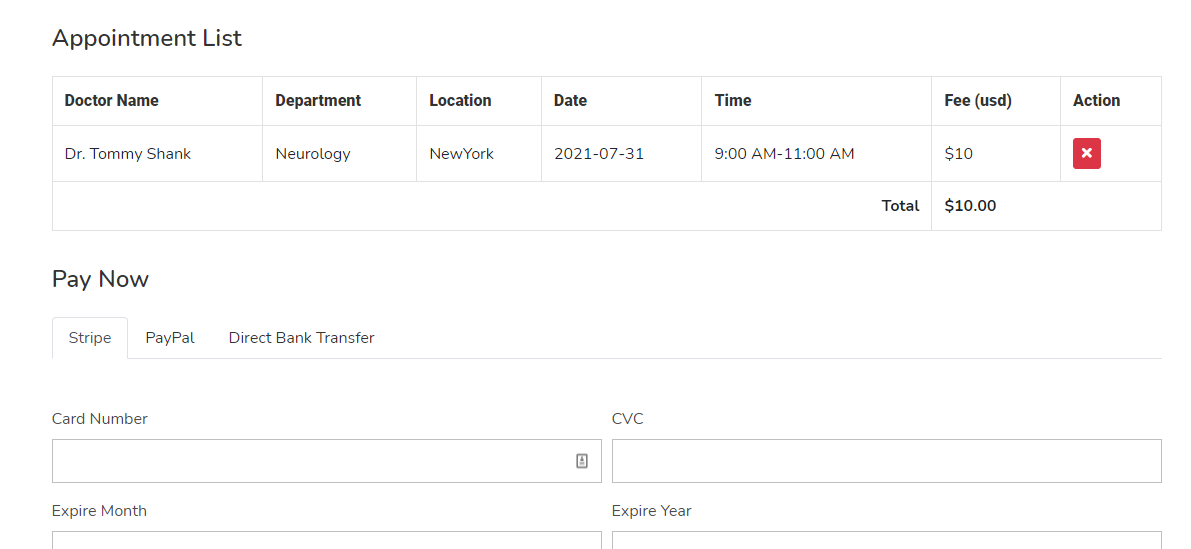 Appointment List
Doctor Name Department Location Date Time Fee (usd) Action
Dr. Tommy Shank Neurology NewYork 2021-07-31 9:00 AM-11:00 AM $10
Total $10.00
Pay Now
Stripe PayPal Direct Bank Transfer
Card Number CVC
Expire Month Expire Year